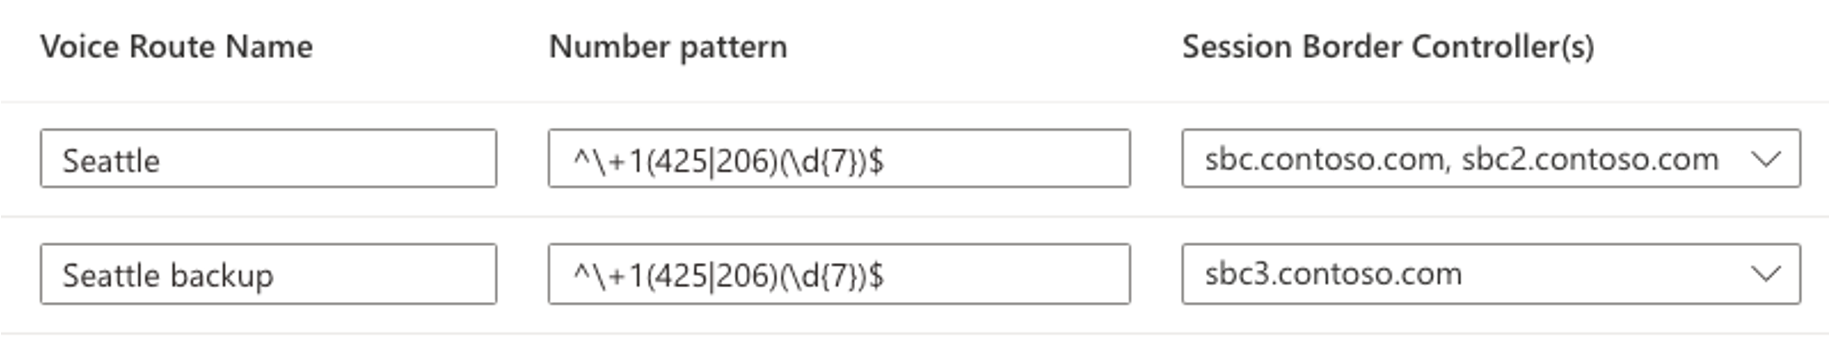 Voice Route Name Number pattern Session Border Controller(s)
Seattle ^\+1(425|206)(\d{7})$ sbc.contoso.com, sbc2.contoso.com
Seattle backup ^\+1(425|206)(\d{7})$ sbc3.contoso.com